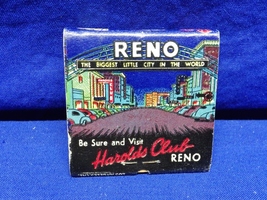 RENO
THE BIGGEST LITTLE CITY IN THE WORLD
Be Sure and Visit
Harolds Club
RENO